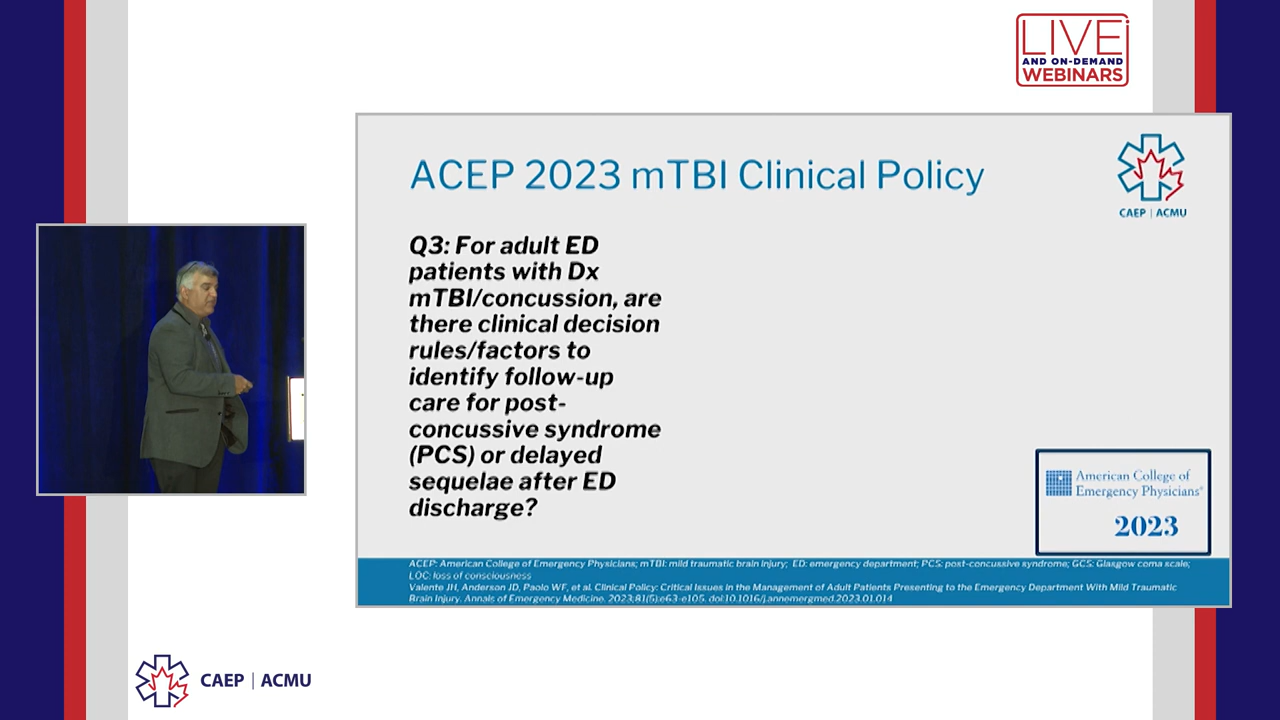 LIVE
AND ON-DEMAND
WEBINARS
ACEP 2023 mTBI Clinical Policy
CAEP | ACMU
Q3: For adult ED
patients with Dx
mTBI/concussion, are
there clinical decision
rules/factors to
identify follow-up
care for post-
concussive syndrome
(PCS) or delayed
sequelae after ED
discharge?
American College of
Emergency Physicians®
2023
ACEP: American College of Emergency Physicians; mTBI: mild traumatic brain injury; ED: emergency department; PCS: post-concussive syndrome; GCS: Glasgow coma scale;
LOC: loss of consciousness
Valente JH, Anderson JD, Paolo WF, et al. Clinical Policy: Critical Issues in the Management of Adult Patients Presenting to the Emergency Department With Mild Traumatic
Brain Injury. Annals of Emergency Medicine. 2023;81(5):e63-e105. doi:10.1016/j.annemergmed.2023.01.014
CAEP | ACMU